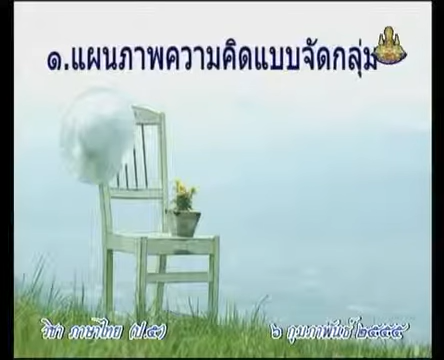 ๑.แผนภาพความคิดแบบจัดกลุ่ม
วิชา ภาษาไทย (ป.๕)
๖ กุมภาพันธ์ ๒๕๕๕